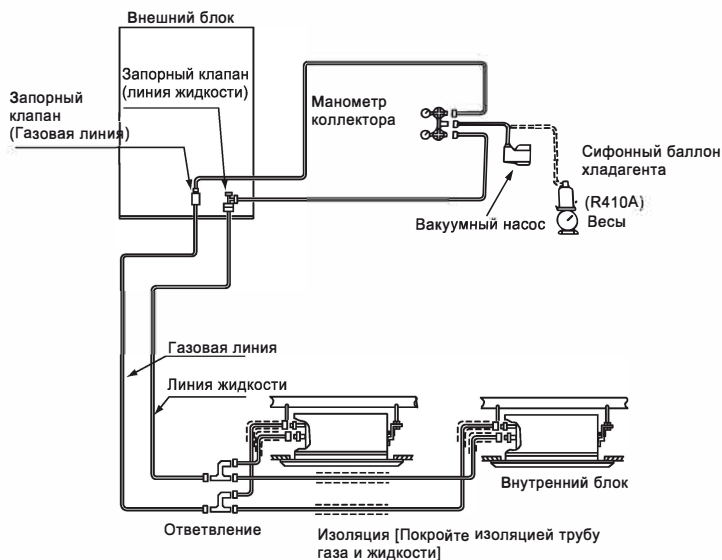 Внешний блок
Запорный клапан
(линия жидкости)
Запорный
клапан
(Газовая линия)
Манометр
коллектора
Сифонный баллон
хладагента
(R410A)
Весы
Вакуумный насос
Газовая линия
Линия жидкости
Внутренний блок
Ответвление
Изоляция [Покройте изоляцией трубу
газа и жидкости]